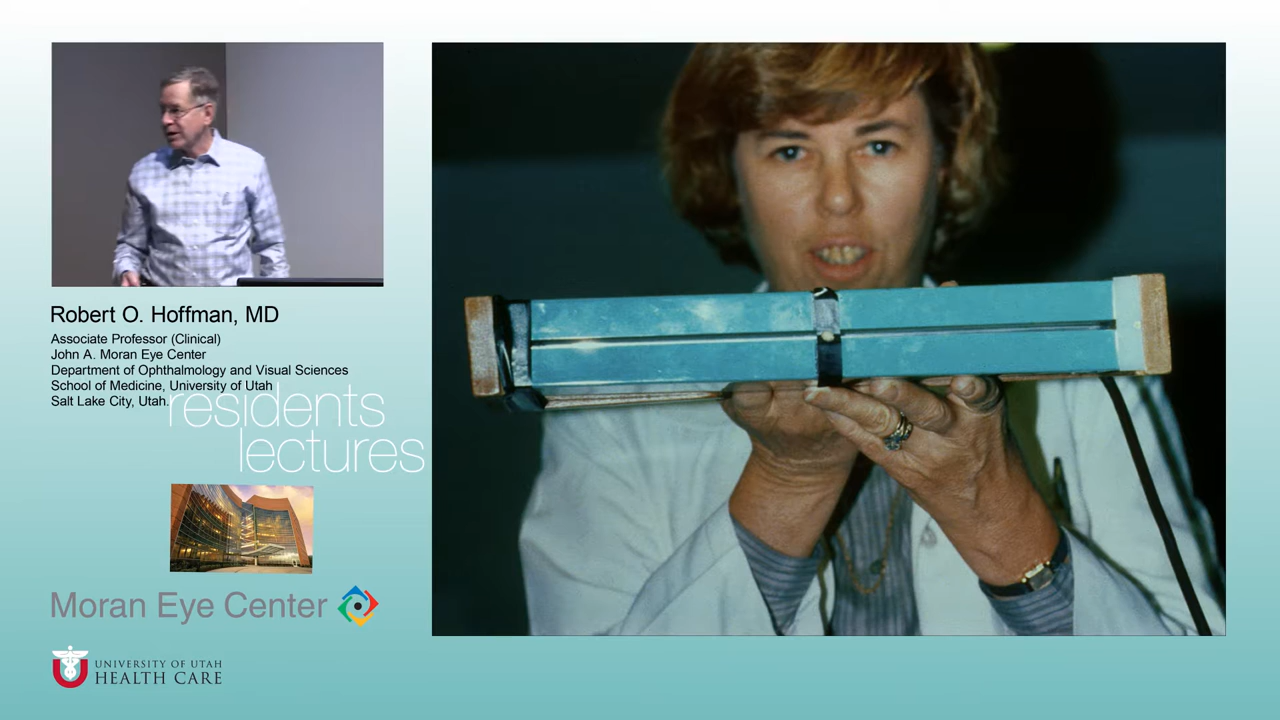 Robert O. Hoffman, MD
Associate Professor (Clinical)
John A. Moran Eye Center
Department of Ophthalmology and Visual Sciences
School of Medicine, University of Utah
Salt Lake City, Utah.
residents
lectures
Moran Eye Center
UNIVERSITY OF UTAH
HEALTH CARE